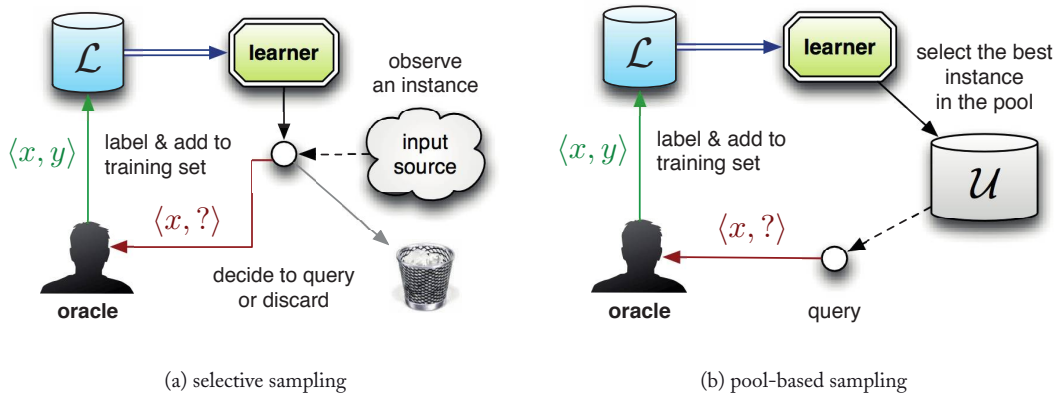 ℒ
learner
observe
an instance
input
source
⟨x, y⟩
label & add to
training set
⟨x, ?⟩
decide to query
or discard
oracle
(a) selective sampling
ℒ
learner
select the best
instance
in the pool
𝒰
⟨x, y⟩
label & add to
training set
⟨x, ?⟩
oracle
query
(b) pool-based sampling